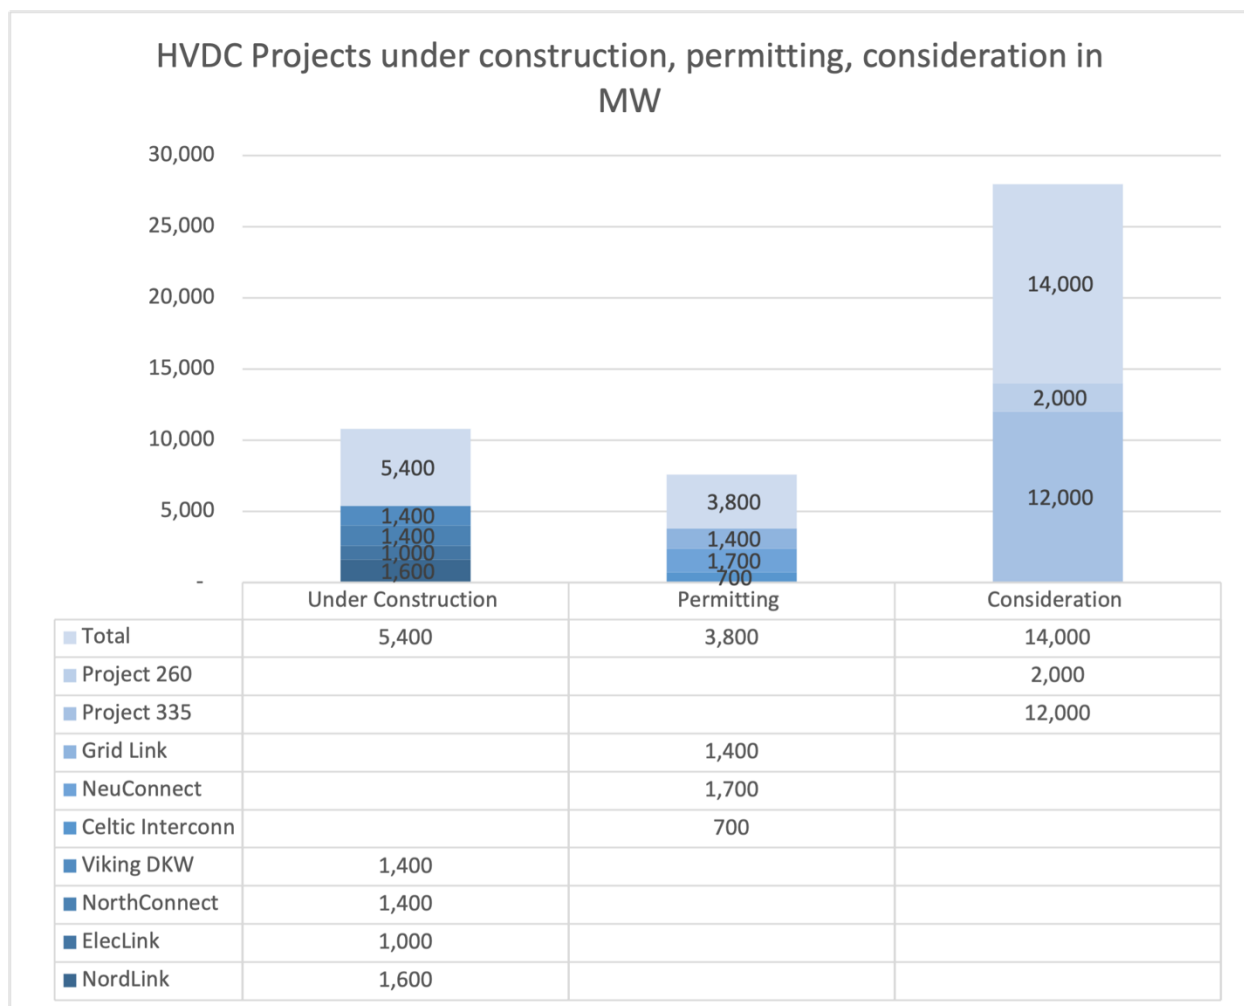 HVDC Projects under construction, permitting, consideration in
MW
30,000
25,000
20,000
15,000
10,000
5,000
-
5,400
1,400
1,400
1,000
1,600
3,800
1,400
1,700
700
14,000
2,000
12,000
Under Construction Permitting Consideration
Total 5,400 3,800 14,000
Project 260 2,000
Project 335 12,000
Grid Link 1,400
NeuConnect 1,700
Celtic Interconn 700
Viking DKW 1,400
NorthConnect 1,400
ElecLink 1,000
NordLink 1,600